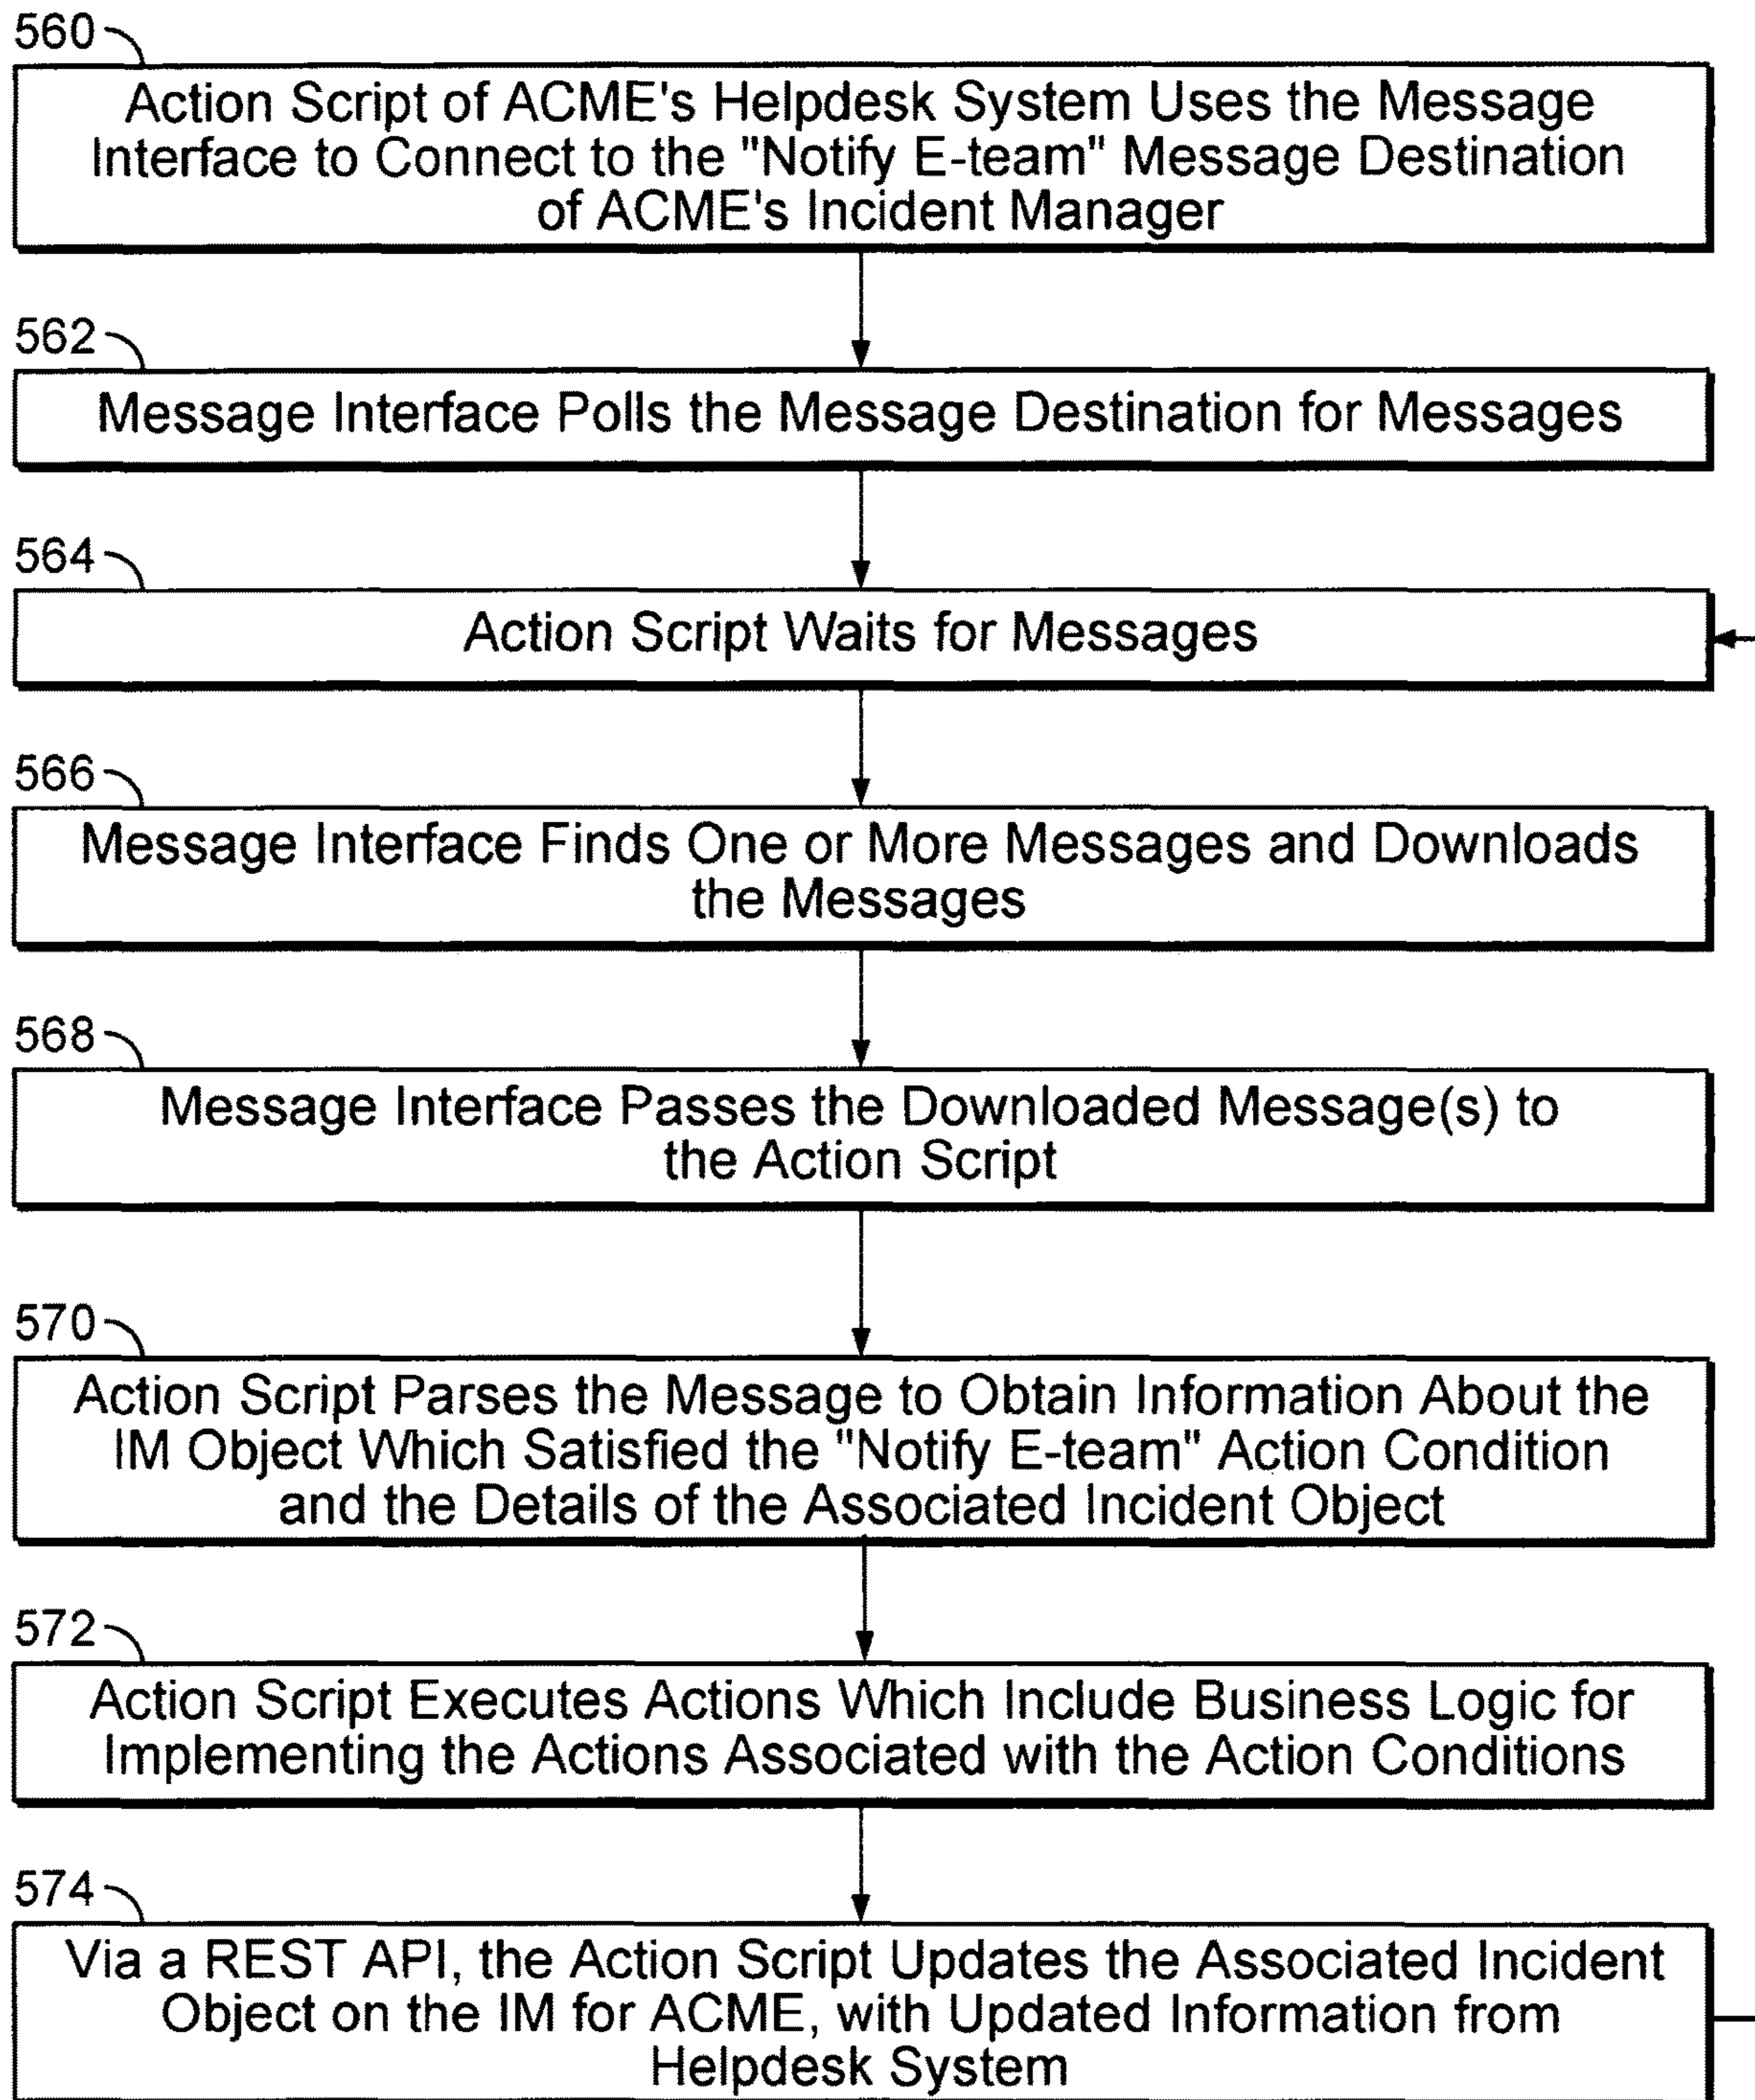 560
Action Script of ACME's Helpdesk System Uses the Message
Interface to Connect to the "Notify E-team" Message Destination
of ACME's Incident Manager
562
Message Interface Polls the Message Destination for Messages
564
Action Script Waits for Messages
566
Message Interface Finds One or More Messages and Downloads
the Messages
568
Message Interface Passes the Downloaded Message(s) to
the Action Script
570
Action Script Parses the Message to Obtain Information About the
IM Object Which Satisfied the "Notify E-team" Action Condition
and the Details of the Associated Incident Object
572
Action Script Executes Actions Which Include Business Logic for
Implementing the Actions Associated with the Action Conditions
574
Via a REST API, the Action Script Updates the Associated Incident
Object on the IM for ACME, with Updated Information from
Helpdesk System